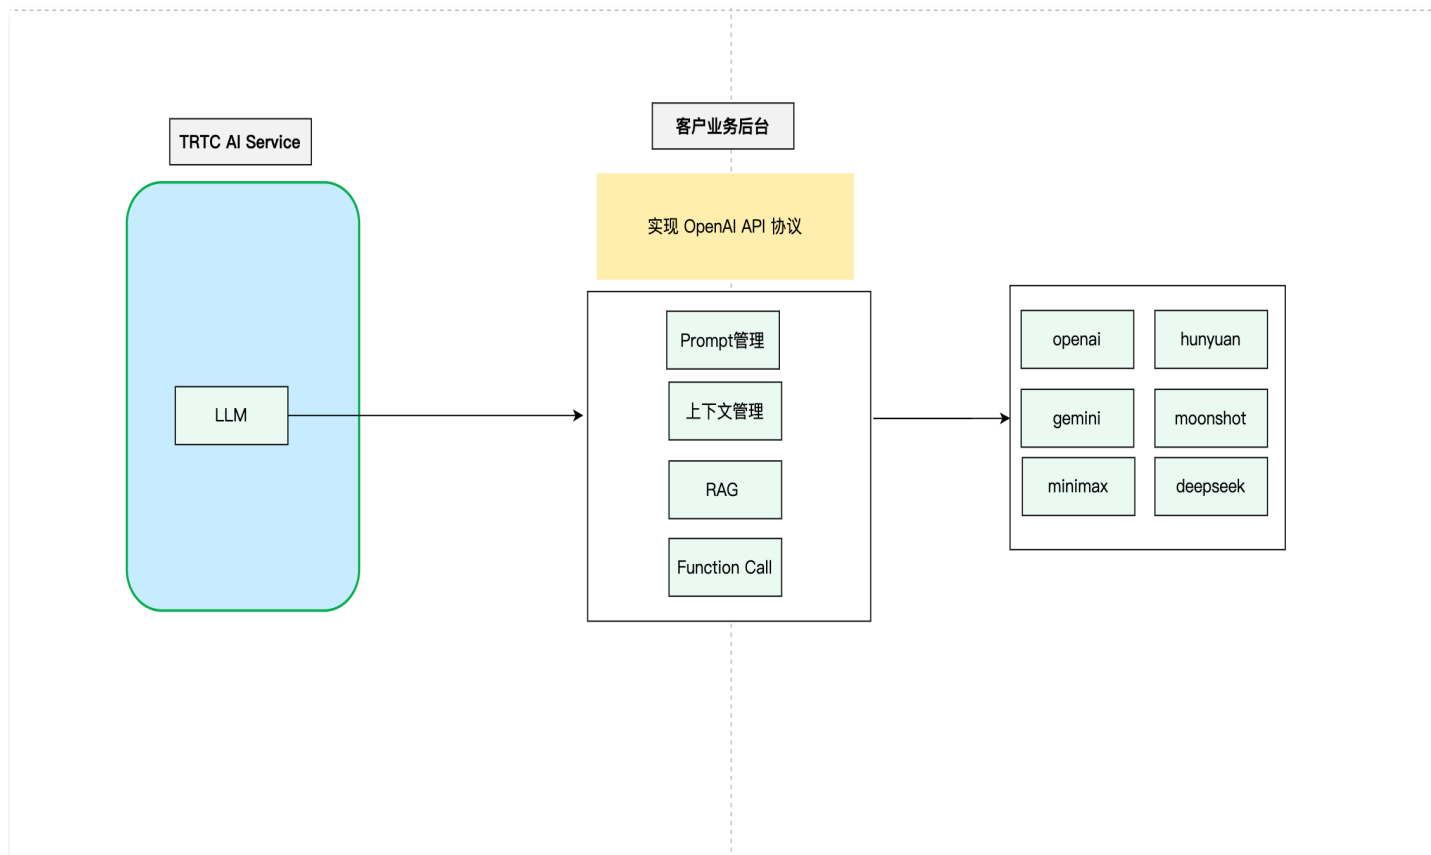 TRTC AI Service
LLM
客户业务后台
实现 OpenAI API 协议
Prompt管理
上下文管理
RAG
Function Call
openai
hunyuan
gemini
moonshot
minimax
deepseek